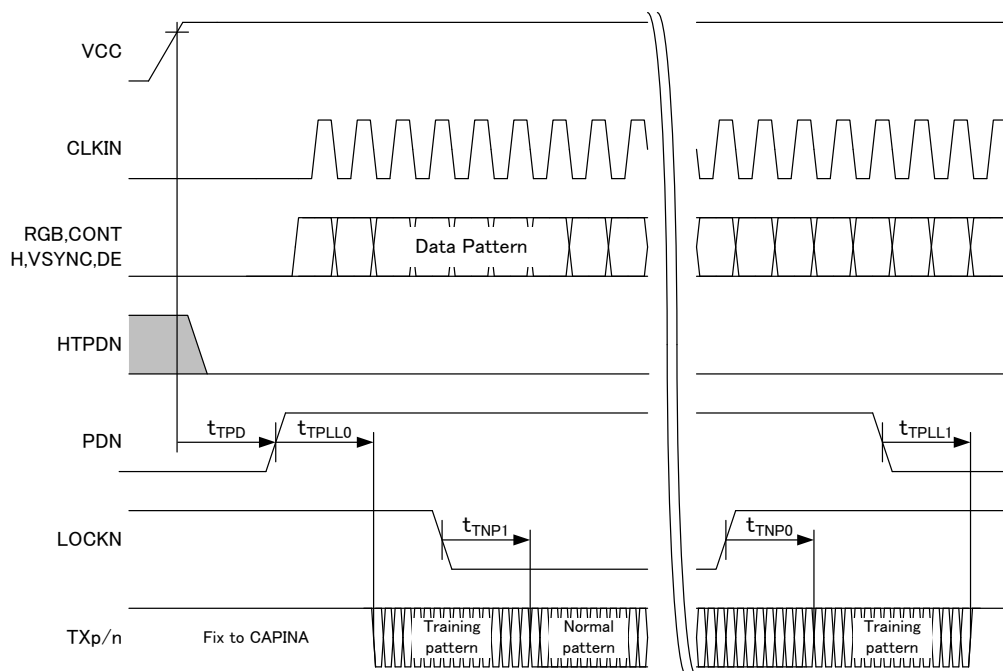 VCC
CLKIN
RGB,CONT
H,VSYNC,DE
Data Pattern
HTPDN
PDN
tTPD
tTPLL0
tTPLL1
LOCKN
tTNP1
tTNP0
TXp/n
Fix to CAPINA
Training
pattern
Normal
pattern
Training
pattern